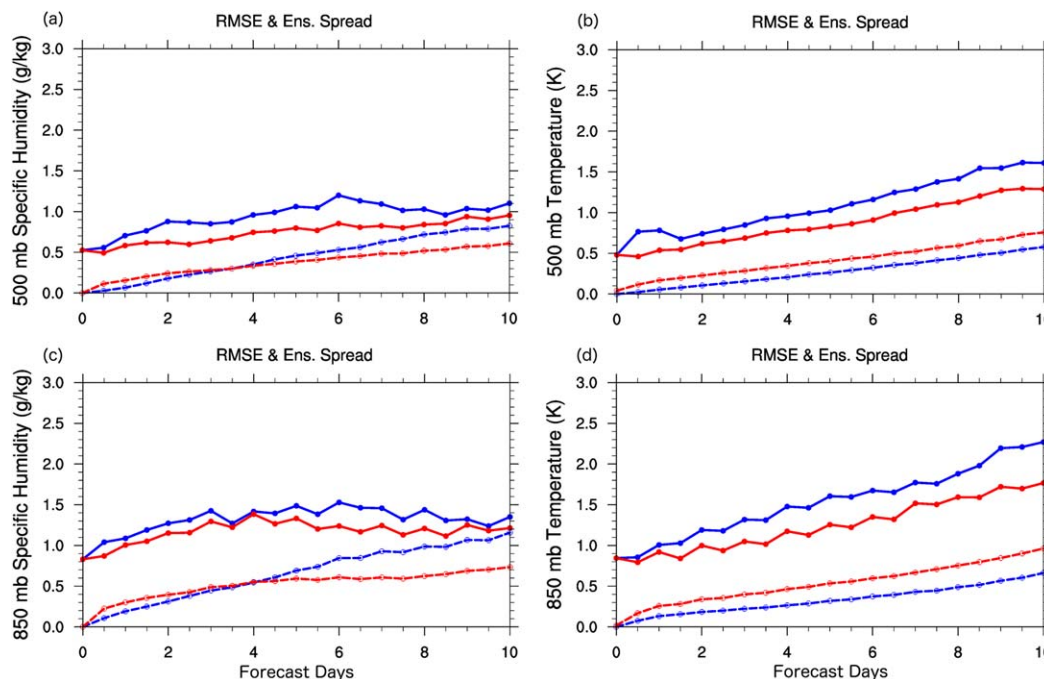 (a)
RMSE & Ens. Spread
500 mb Specific Humidity (g/kg)
3.0
2.5
2.0
1.5
1.0
0.5
0.0
0 2 4 6 8 10
(b)
RMSE & Ens. Spread
500 mb Temperature (K)
3.0
2.5
2.0
1.5
1.0
0.5
0.0
0 2 4 6 8 10
(c)
RMSE & Ens. Spread
850 mb Specific Humidity (g/kg)
3.0
2.5
2.0
1.5
1.0
0.5
0.0
0 2 4 6 8 10
Forecast Days
(d)
RMSE & Ens. Spread
850 mb Temperature (K)
3.0
2.5
2.0
1.5
1.0
0.5
0.0
0 2 4 6 8 10
Forecast Days